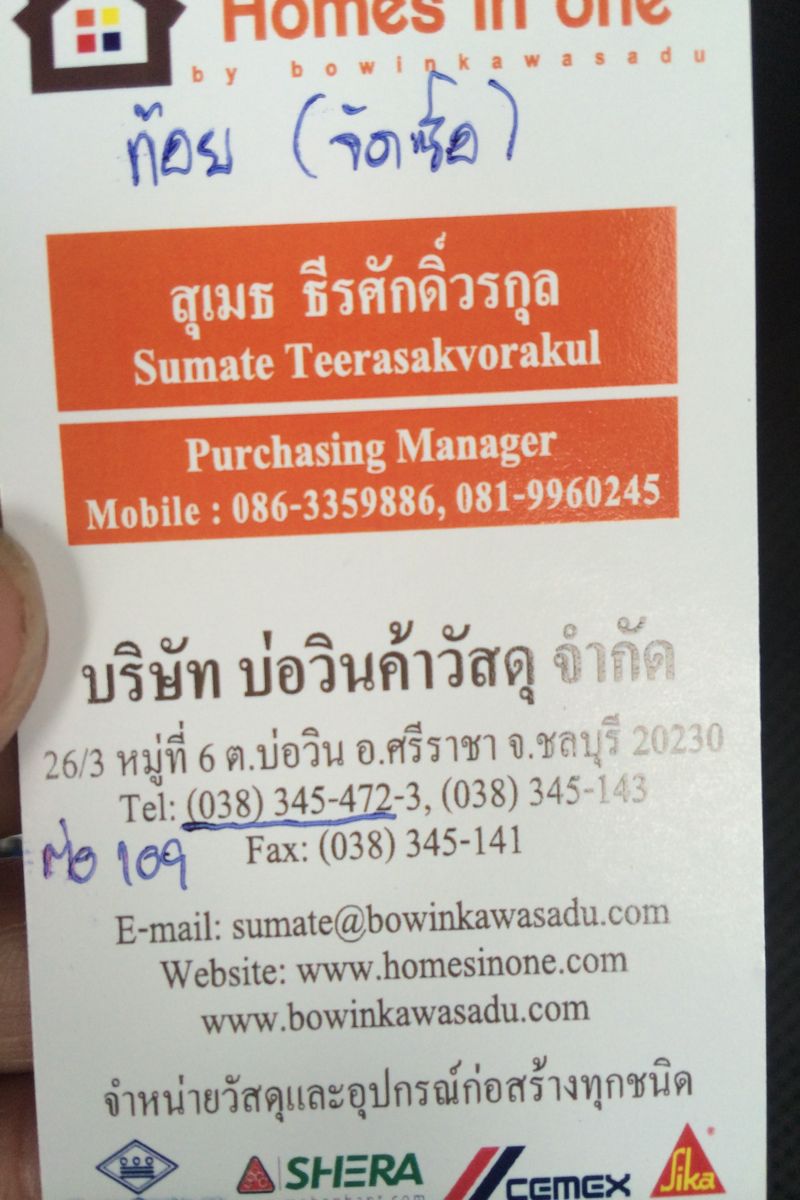 Homes in one
by bowinkawasadu
ก้อย (จัดซื้อ)
สุเมธ ธีรศักดิ์วรกุล
Sumate Teerasakvorakul
Purchasing Manager
Mobile : 086-3359886, 081-9960245
บริษัท บ่อวินค้าวัสดุ จำกัด
26/3 หมู่ที่ 6 ต.บ่อวิน อ.ศรีราชา จ.ชลบุรี 20230
Tel: (038) 345-472-3, (038) 345-143
ต่อ 109
Fax: (038) 345-141
E-mail: sumate@bowinkawasadu.com
Website: www.homesinone.com
www.bowinkawasadu.com
จำหน่ายวัสดุและอุปกรณ์ก่อสร้างทุกชนิด
SHERA
CEMEX
Sika